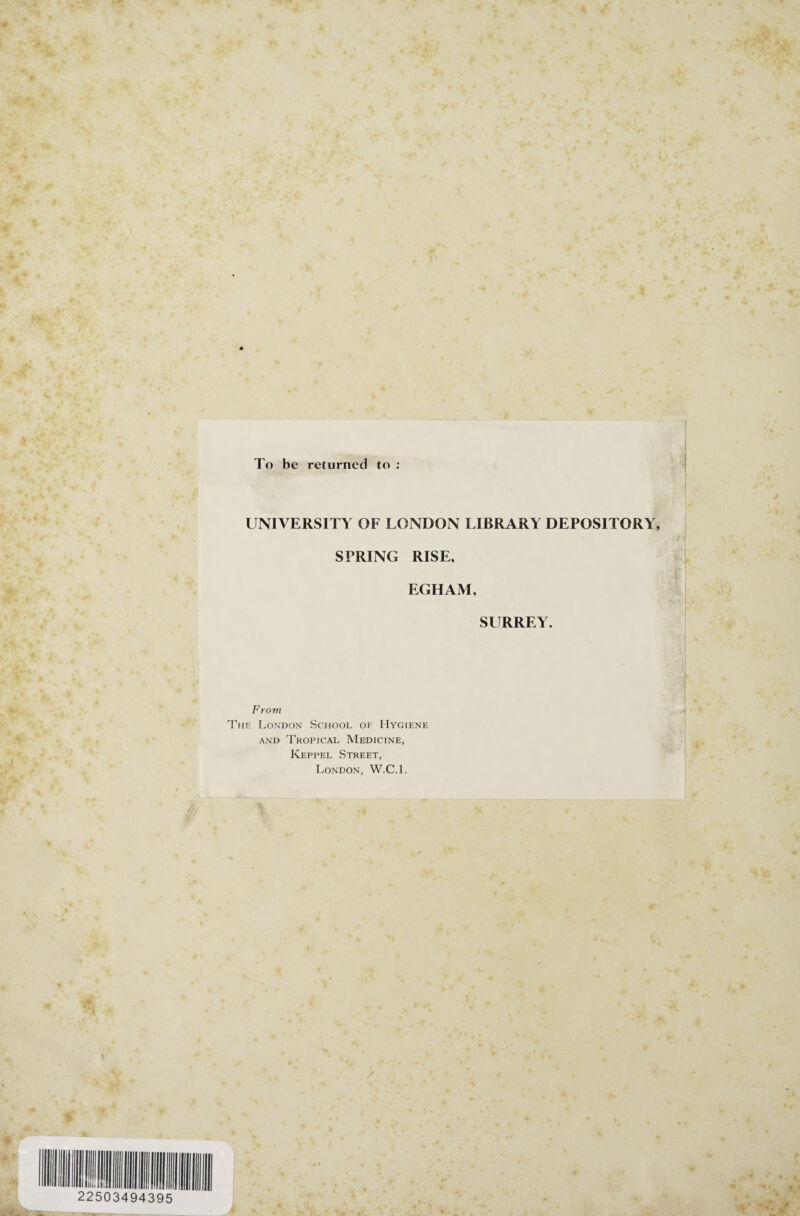 To be returned to :
UNIVERSITY OF LONDON LIBRARY DEPOSITORY,
SPRING RISE,
EGHAM,
SURREY.
From
The London School of Hygiene
and Tropical Medicine,
Keppel Street,
London, W.C.1.
22503494395